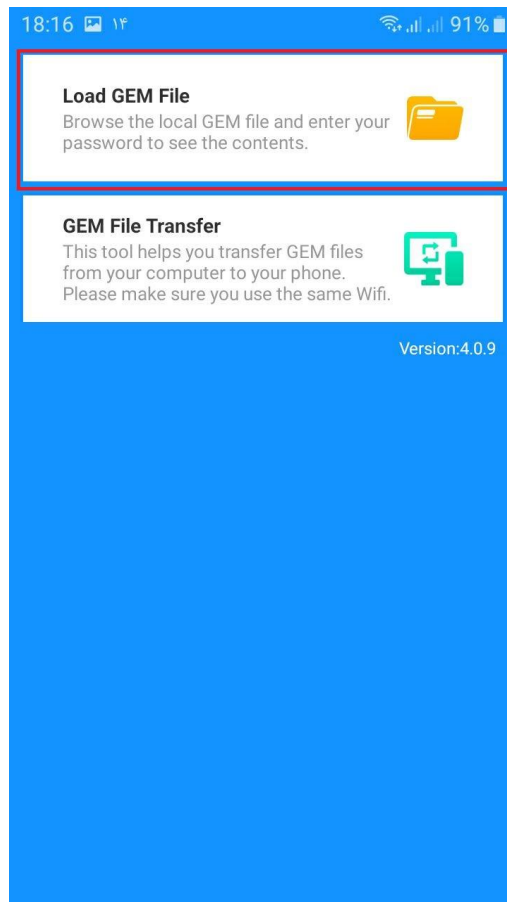 18:16 ۱۴ 91%
Load GEM File
Browse the local GEM file and enter your
password to see the contents.
GEM File Transfer
This tool helps you transfer GEM files
from your computer to your phone.
Please make sure you use the same Wifi.
Version:4.0.9